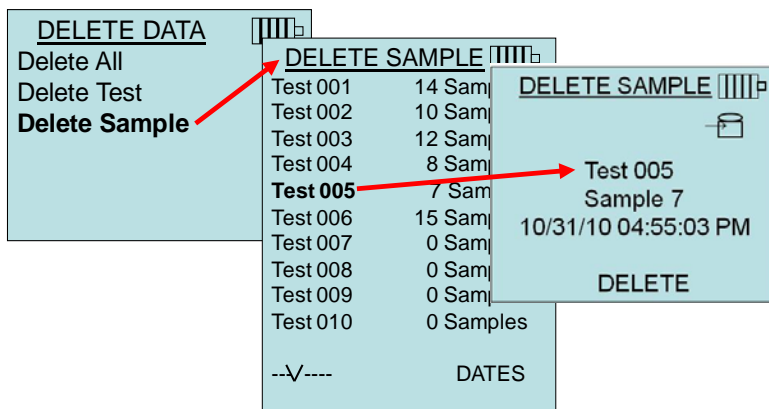 DELETE DATA
Delete All
Delete Test
Delete Sample
DELETE SAMPLE
Test 001 14 Samp
Test 002 10 Samp
Test 003 12 Samp
Test 004 8 Samp
Test 005 7 Sam
Test 006 15 Samp
Test 007 0 Samp
Test 008 0 Samp
Test 009 0 Samp
Test 010 0 Samples
--\/---- DATES
DELETE SAMPLE
Test 005
Sample 7
10/31/10 04:55:03 PM
DELETE